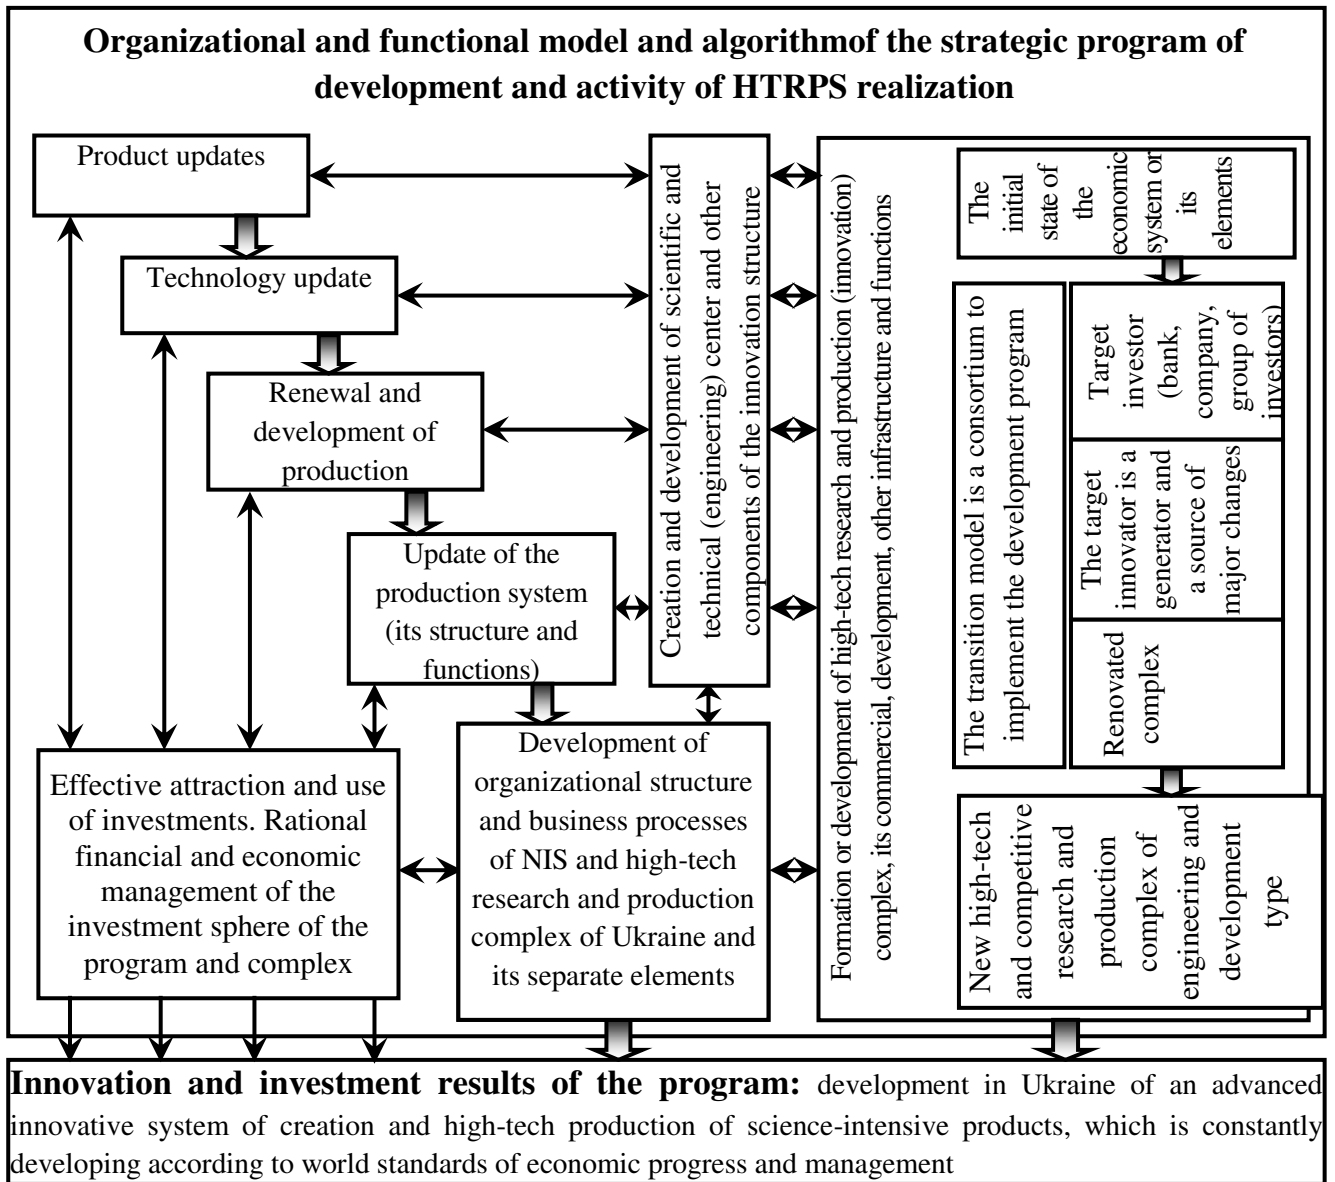 Organizational and functional model and algorithmof the strategic program of
development and activity of HTRPS realization
Product updates
Technology update
Renewal and
development of
production
Update of the
production system
(its structure and
functions)
Effective attraction and use
of investments. Rational
financial and economic
management of the
investment sphere of the
program and complex
Development of
organizational structure
and business processes
of NIS and high-tech
research and production
complex of Ukraine and
its separate elements
Creation and development of scientific and
technical (engineering) center and other
components of the innovation structure
Formation or development of high-tech research and production (innovation)
complex, its commercial, development, other infrastructure and functions
The
initial
state of
the
economic
system or
its
elements
The transition model is a consortium to
implement the development program
Target
investor
(bank,
company,
group of
investors)
The target
innovator is a
generator and
a source of
major changes
Renovated
complex
New high-tech
and competitive
research and
production
complex of
engineering and
development
type
Innovation and investment results of the program: development in Ukraine of an advanced
innovative system of creation and high-tech production of science-intensive products, which is constantly
developing according to world standards of economic progress and management